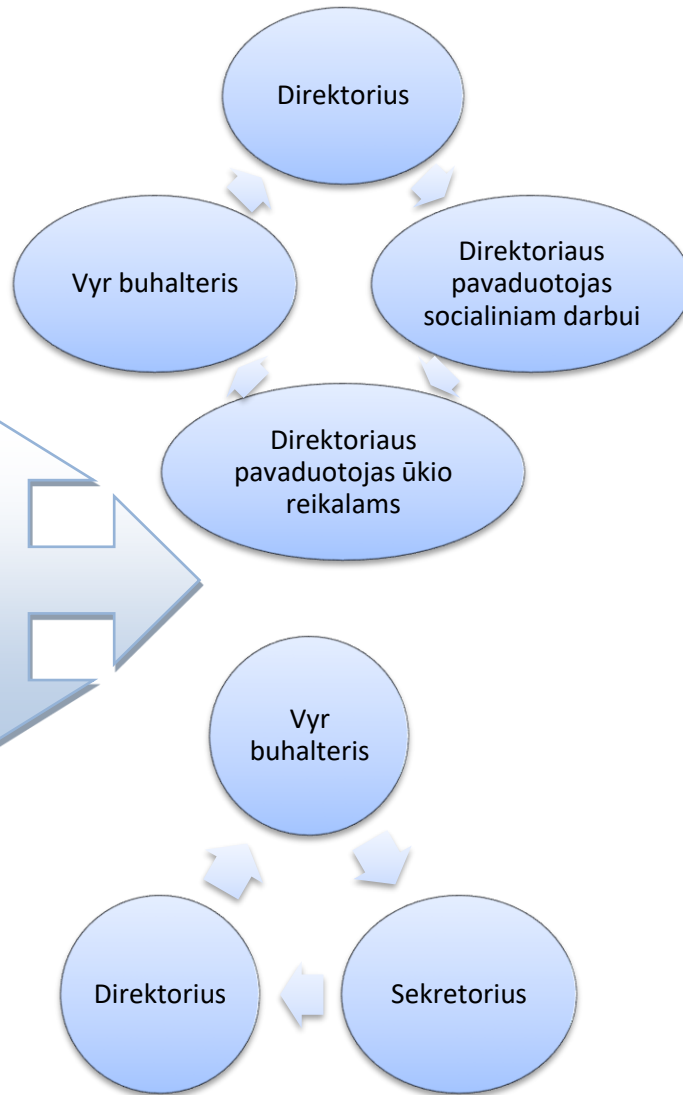 Direktorius
Vyr buhalteris
Direktoriaus
pavaduotojas
socialiniam darbui
Direktoriaus
pavaduotojas ūkio
reikalams
Vyr
buhalteris
Direktorius
Sekretorius